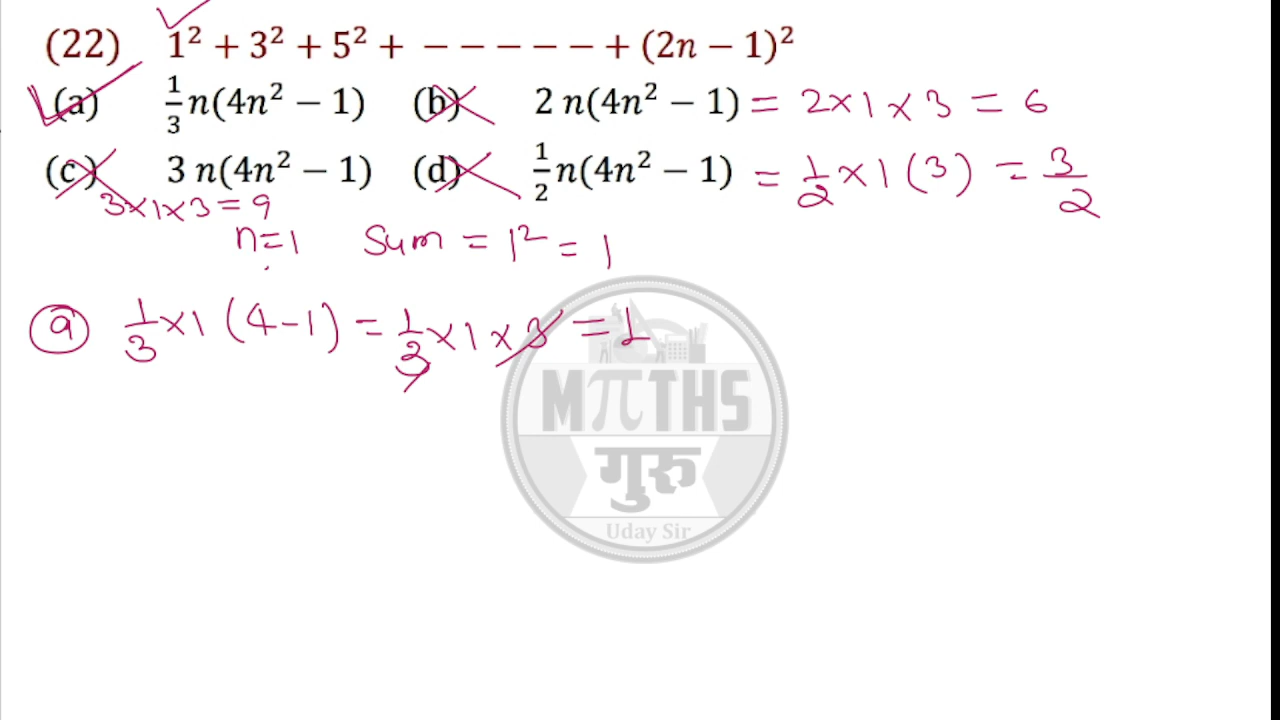 (22) 1² + 3² + 5² + − − − − − + (2n − 1)²
(a) 1/3 n(4n² − 1) (b) 2 n(4n² − 1) = 2×1×3 = 6
(c) 3 n(4n² − 1) (d) 1/2 n(4n² − 1) = 1/2 ×1(3) = 3/2
3×1×3=9
n=1 Sum = 1² = 1
(a) 1/3 ×1 (4-1) = 1/3 ×1×3 = 1
MπTHS
गुरु
Uday Sir